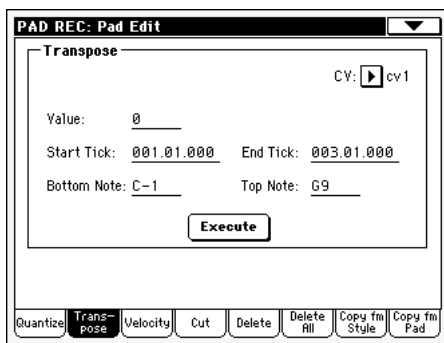 PAD REC: Pad Edit
Transpose
CV: cv1
Value: 0
Start Tick: 001.01.000 End Tick: 003.01.000
Bottom Note: C-1 Top Note: G9
Execute
Quantize Trans-pose Velocity Cut Delete Delete All Copy fm Style Copy fm Pad